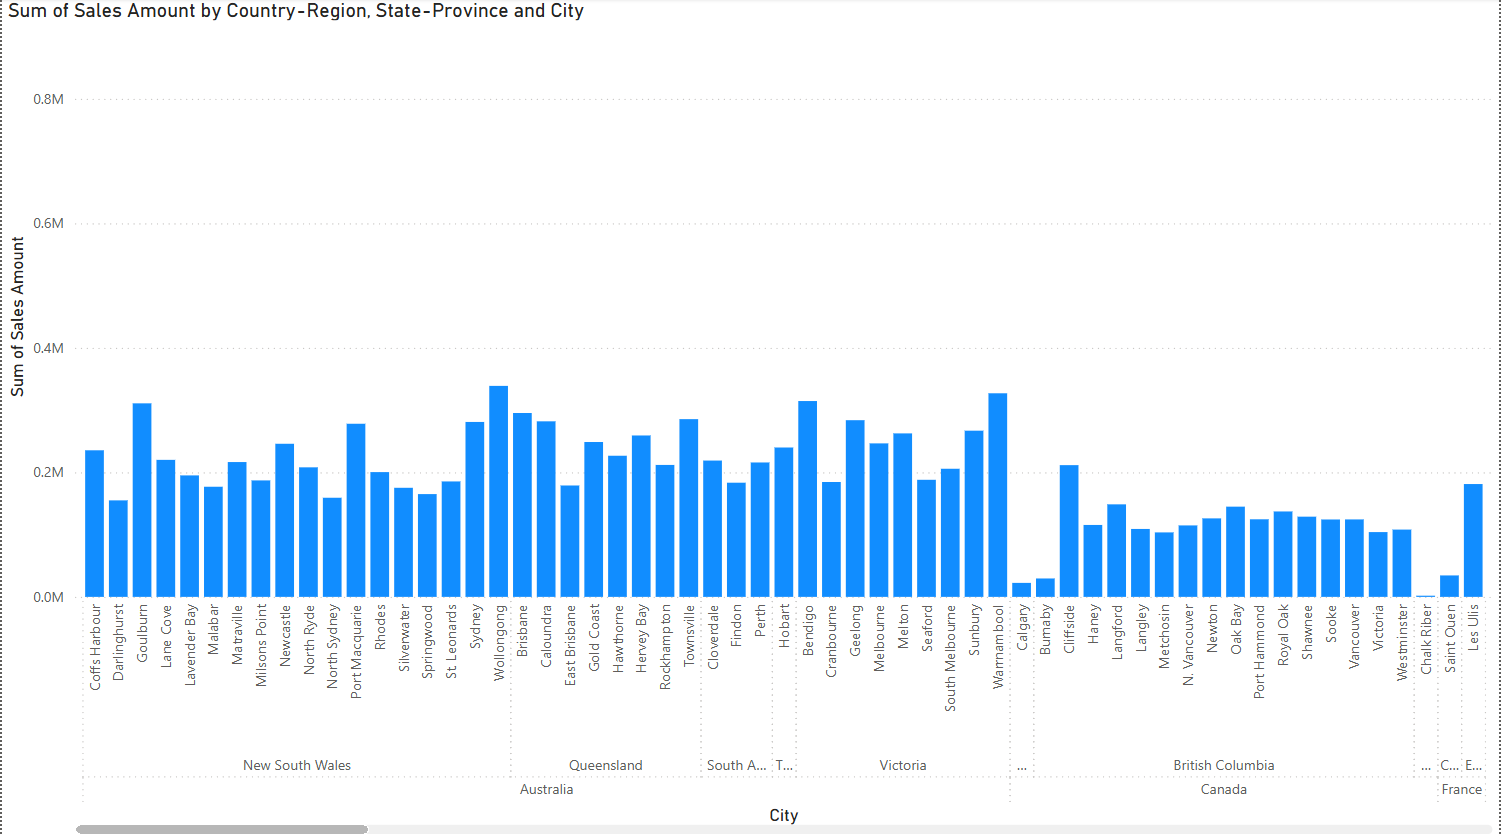 Sum of Sales Amount by Country-Region, State-Province and City
0.8M
0.6M
0.4M
0.2M
0.0M
Sum of Sales Amount
Coffs Harbour
Darlinghurst
Goulburn
Lane Cove
Lavender Bay
Malabar
Matraville
Milsons Point
Newcastle
North Ryde
North Sydney
Port Macquarie
Rhodes
Silverwater
Springwood
St. Leonards
Sydney
Wollongong
Brisbane
Caloundra
East Brisbane
Gold Coast
Hawthorne
Hervey Bay
Rockhampton
Townsville
Cloverdale
Findon
Perth
Hobart
Bendigo
Cranbourne
Geelong
Melbourne
Melton
Seaford
South Melbourne
Sunbury
Warrnambool
Calgary
Burnaby
Cliffside
Haney
Langford
Langley
Metchosin
N. Vancouver
Newton
Oak Bay
Port Hammond
Royal Oak
Shawnee
Sooke
Vancouver
Victoria
Westminster
Chalk Riber
Saint Ouen
Les Ulis
New South Wales
Queensland
South A...
T...
Victoria
...
British Columbia
...
C...
E...
Australia
Canada
France
City